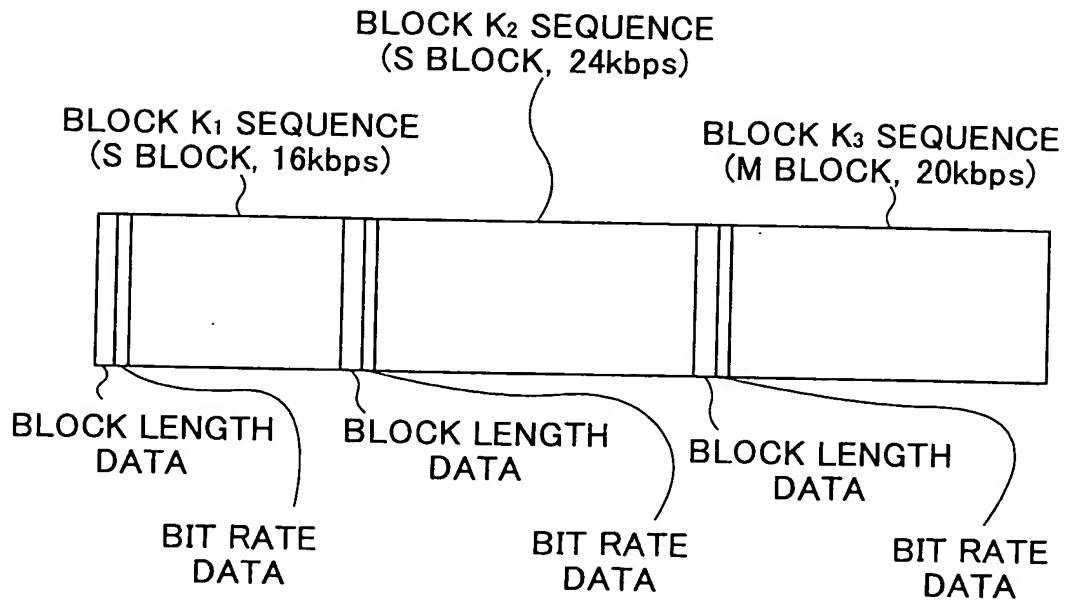 BLOCK K₂ SEQUENCE
(S BLOCK, 24kbps)
BLOCK K₁ SEQUENCE
(S BLOCK, 16kbps)
BLOCK K₃ SEQUENCE
(M BLOCK, 20kbps)
BLOCK LENGTH
DATA
BLOCK LENGTH
DATA
BLOCK LENGTH
DATA
BIT RATE
DATA
BIT RATE
DATA
BIT RATE
DATA